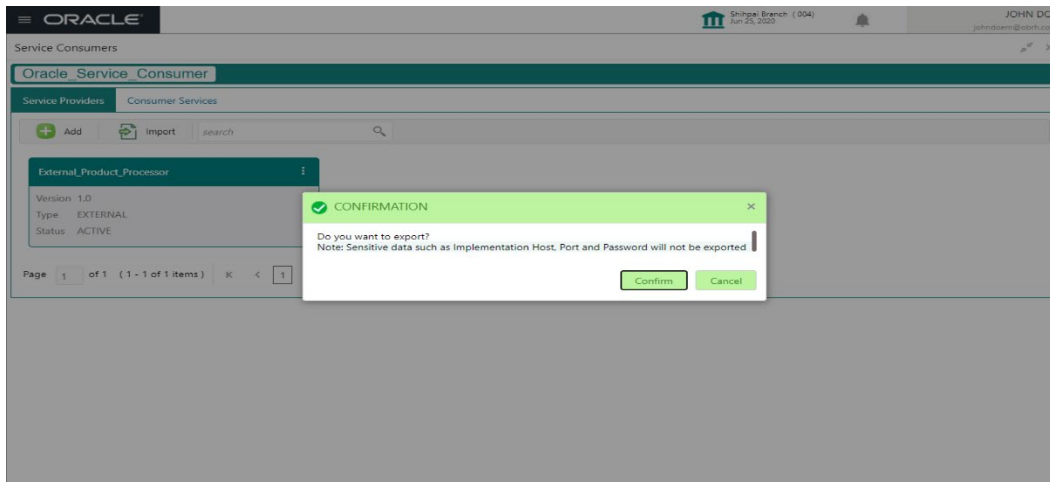 ORACLE
Shihpai Branch ( 004)
Jun 25, 2020
JOHN DO
johndoem@obrh.co
Service Consumers
Oracle_Service_Consumer
Service Providers
Consumer Services
Add
Import
search
External_Product_Processor
Version 1.0
Type EXTERNAL
Status ACTIVE
Page 1 of 1 ( 1 - 1 of 1 items )
1
CONFIRMATION
Do you want to export?
Note: Sensitive data such as Implementation Host, Port and Password will not be exported
Confirm
Cancel